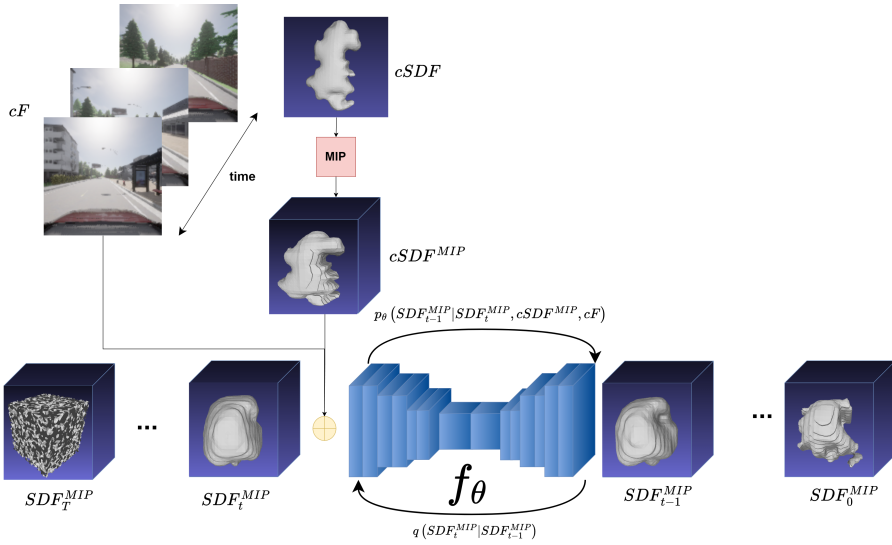 cF
time
cSDF
MIP
cSDF^{MIP}
p_θ (SDF_{t-1}^{MIP}|SDF_t^{MIP}, cSDF^{MIP}, cF)
...
...
f_θ
SDF_T^{MIP}
SDF_t^{MIP}
SDF_{t-1}^{MIP}
SDF_0^{MIP}
q (SDF_t^{MIP}|SDF_{t-1}^{MIP})